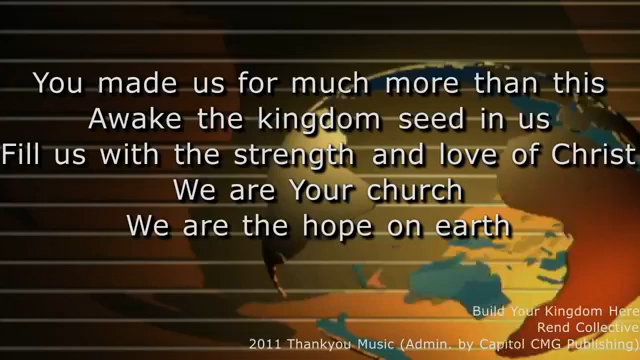 You made us for much more than this
Awake the kingdom seed in us
Fill us with the strength and love of Christ
We are Your church
We are the hope on earth
Build Your Kingdom Here
Rend Collective
2011 Thankyou Music (Admin. by Capitol CMG Publishing)